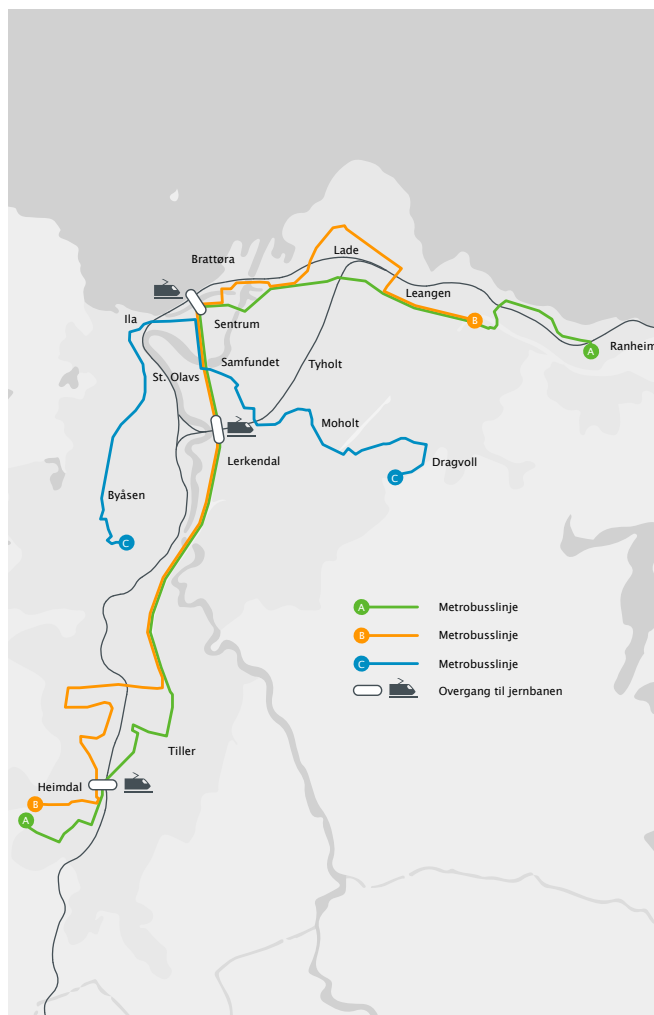 Lade
Brattøra
Leangen
Ila
Sentrum
Ranheim
B
A
Samfundet
Tyholt
St. Olavs
Moholt
Lerkendal
Dragvoll
C
Byåsen
C
A Metrobusslinje
B Metrobusslinje
C Metrobusslinje
Overgang til jernbanen
Tiller
Heimdal
B
A